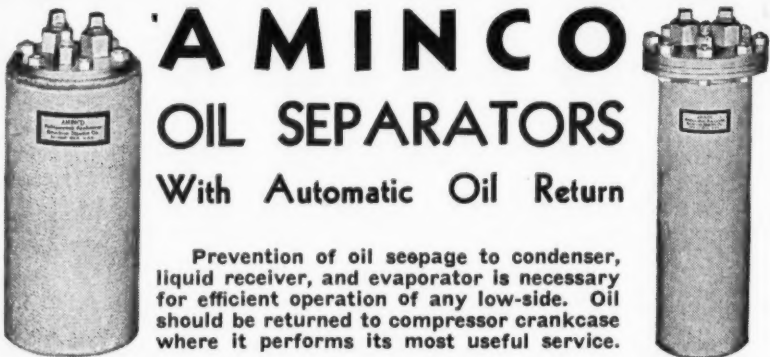 AMINCO
OIL SEPARATORS
With Automatic Oil Return
Prevention of oil seepage to condenser,
liquid receiver, and evaporator is necessary
for efficient operation of any low-side. Oil
should be returned to compressor crankcase
where it performs its most useful service.
AMINCO